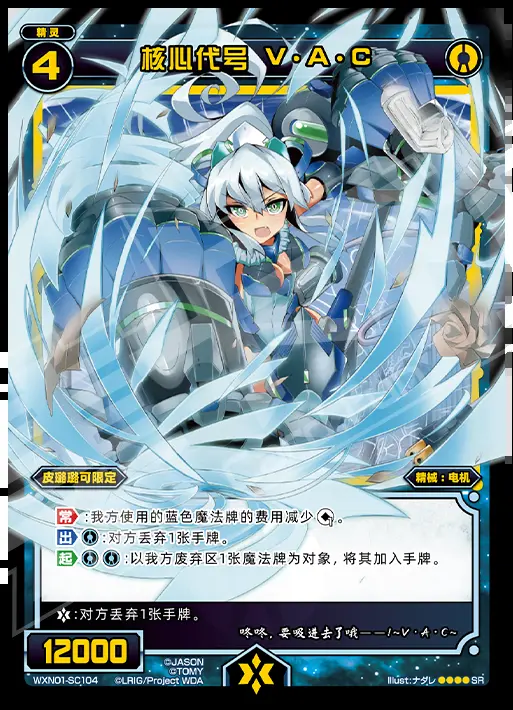 精灵
4
核心代号 V·A·C
皮璐璐可限定
精械：电机
常:我方使用的蓝色魔法牌的费用减少。
出:对方丢弃1张手牌。
起:以我方废弃区1张魔法牌为对象，将其加入手牌。
:对方丢弃1张手牌。
咚咚，要吸进去了哦——!~V·A·C~
12000
©JASON
©TOMY
WXN01-SC104 ©LRIG/Project WDA
Illust:ナダレ
SR